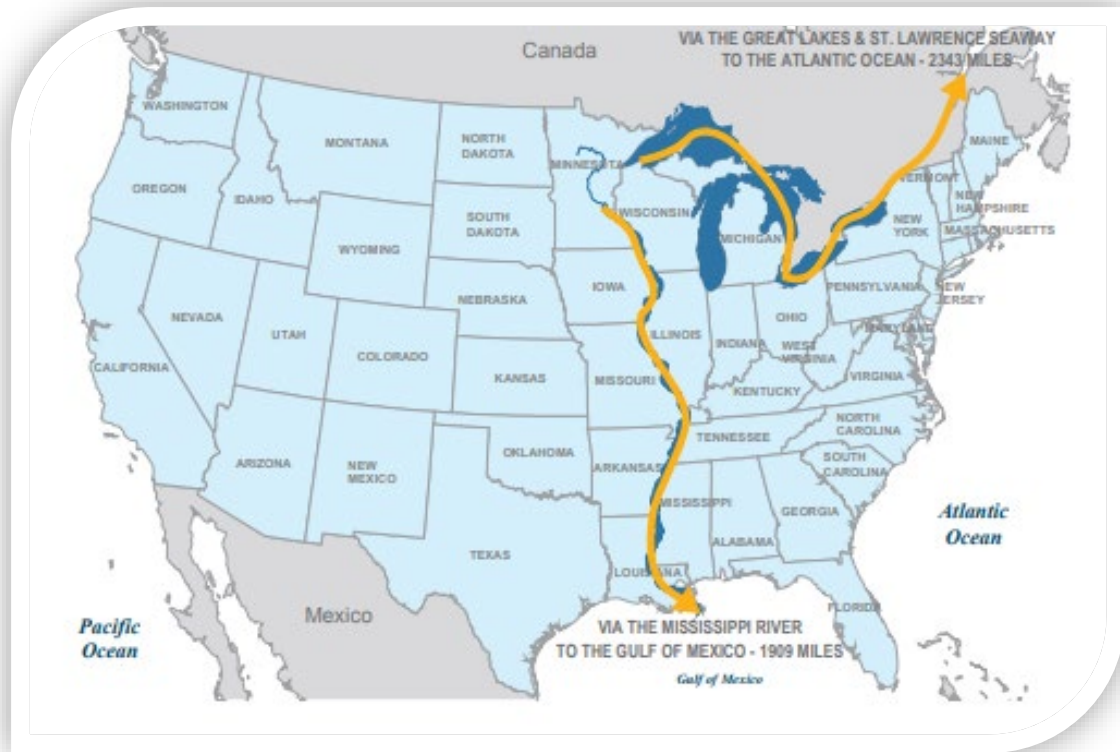 Canada
VIA THE GREAT LAKES & ST. LAWRENCE SEAWAY
TO THE ATLANTIC OCEAN - 2343 MILES
WASHINGTON
MONTANA
NORTH
DAKOTA
MINNESOTA
MAINE
OREGON
IDAHO
SOUTH
DAKOTA
WISCONSIN
MICHIGAN
VERMONT
NEW
HAMPSHIRE
NEW
YORK
MASSACHUSETTS
WYOMING
IOWA
NEBRASKA
PENNSYLVANIA
NEW
JERSEY
NEVADA
UTAH
COLORADO
ILLINOIS
INDIANA
OHIO
WEST
VIRGINIA
MARYLAND
CALIFORNIA
KANSAS
MISSOURI
KENTUCKY
VIRGINIA
ARIZONA
NEW
MEXICO
OKLAHOMA
ARKANSAS
TENNESSEE
NORTH
CAROLINA
SOUTH
CAROLINA
MISSISSIPPI
ALABAMA
GEORGIA
Atlantic
Ocean
TEXAS
LOUISIANA
FLORIDA
Pacific
Ocean
Mexico
VIA THE MISSISSIPPI RIVER
TO THE GULF OF MEXICO - 1909 MILES
Gulf of Mexico